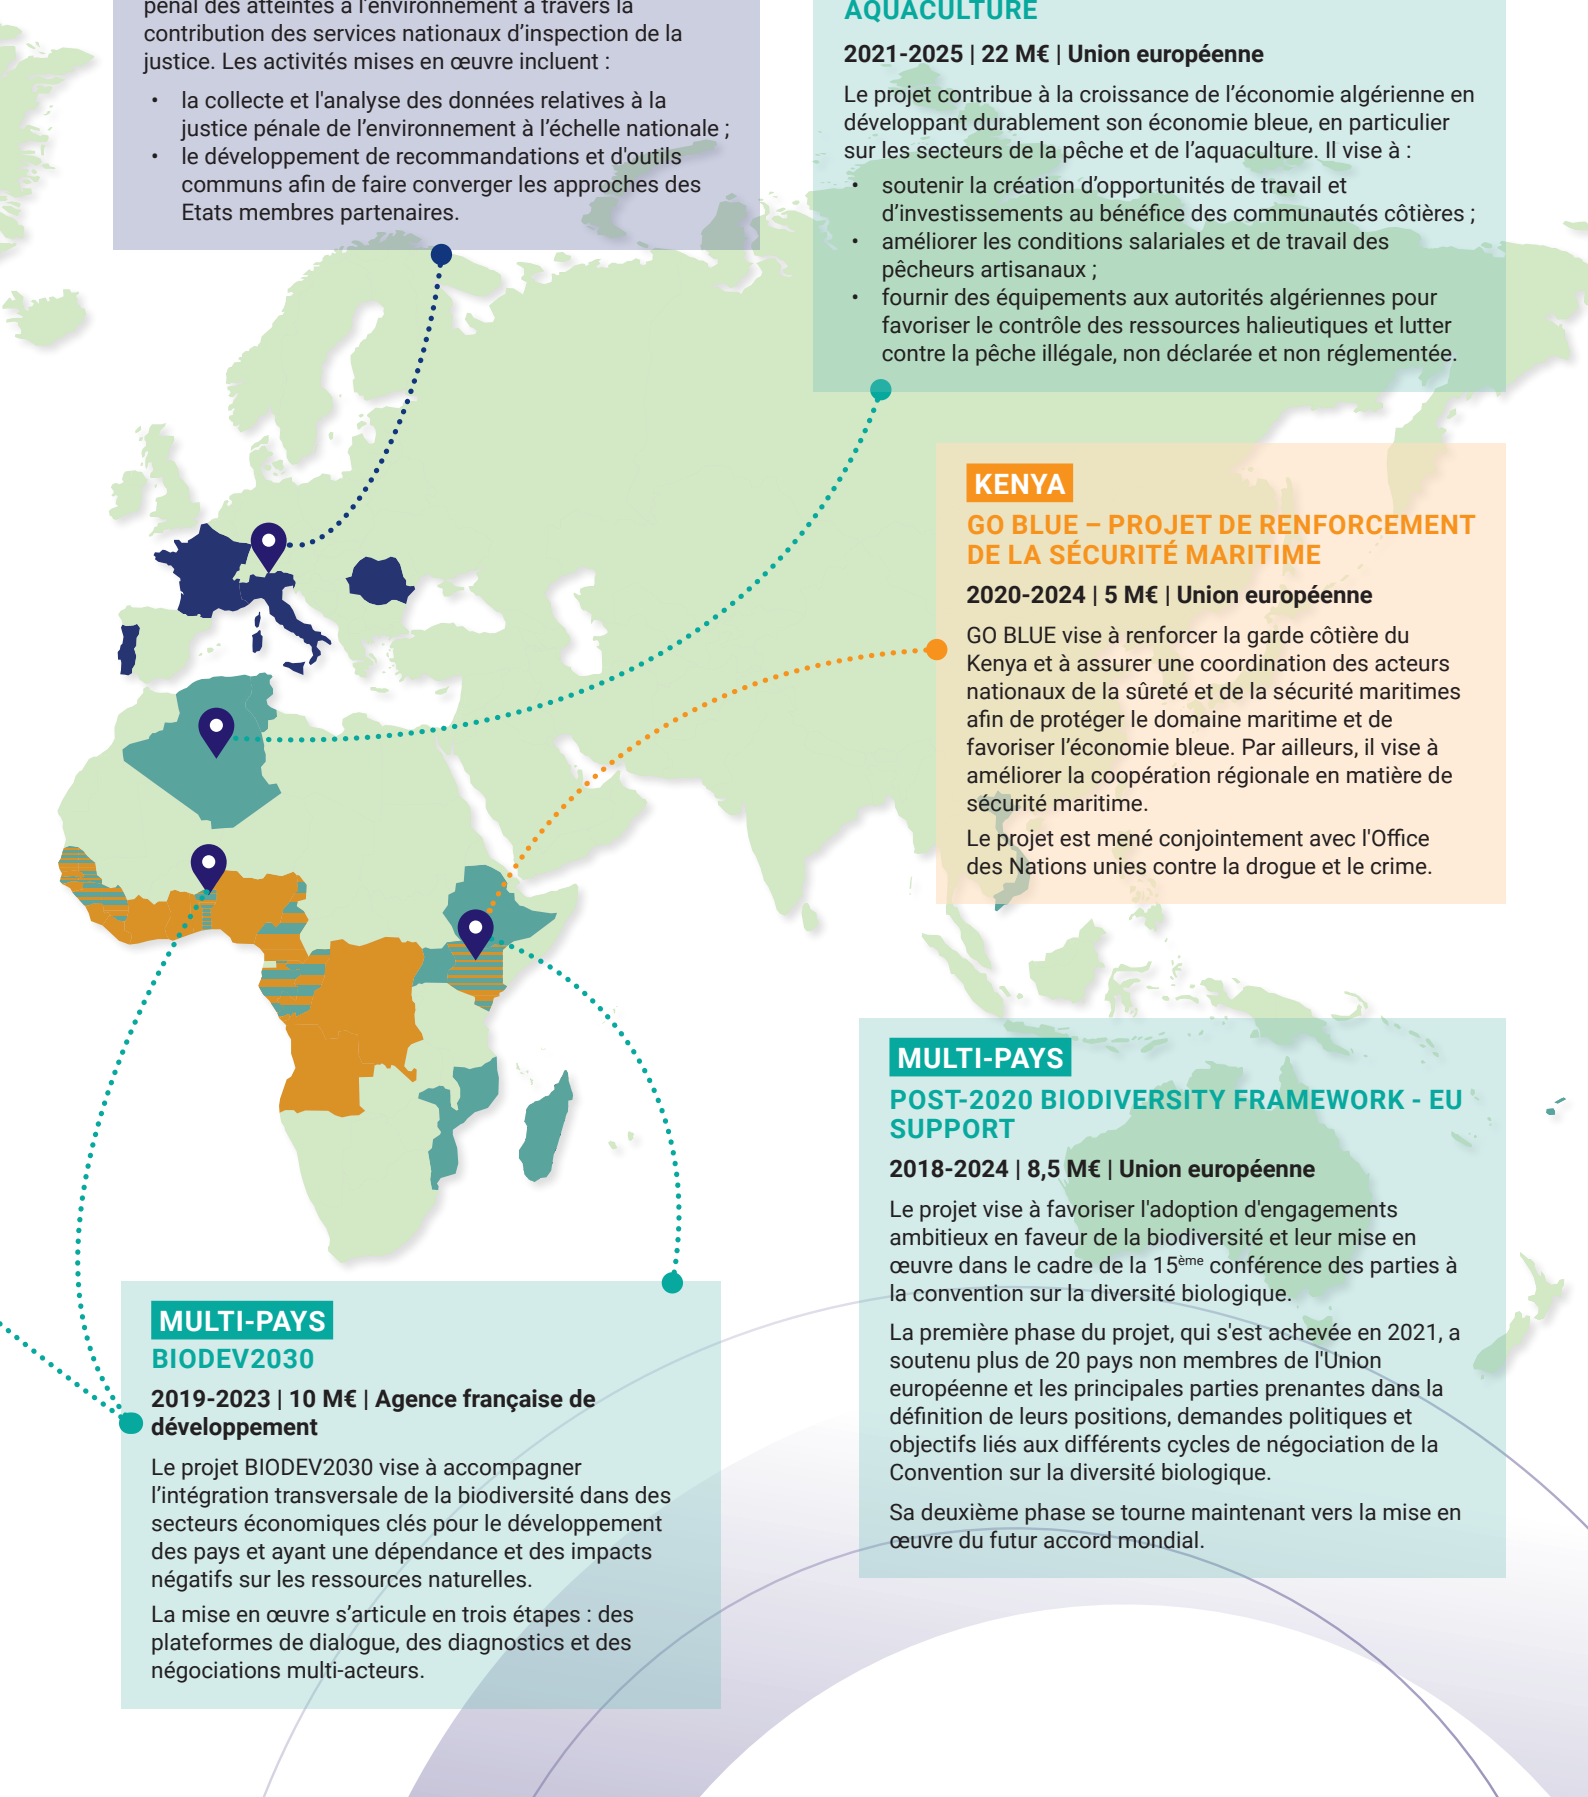 pénal des atteintes à l'environnement à travers la
contribution des services nationaux d’inspection de la
justice. Les activités mises en œuvre incluent :
• la collecte et l'analyse des données relatives à la
justice pénale de l’environnement à l’échelle nationale ;
• le développement de recommandations et d'outils
communs afin de faire converger les approches des
Etats membres partenaires.
AQUACULTURE
2021-2025 | 22 M€ | Union européenne
Le projet contribue à la croissance de l’économie algérienne en
développant durablement son économie bleue, en particulier
sur les secteurs de la pêche et de l’aquaculture. Il vise à :
• soutenir la création d’opportunités de travail et
d’investissements au bénéfice des communautés côtières ;
• améliorer les conditions salariales et de travail des
pêcheurs artisanaux ;
• fournir des équipements aux autorités algériennes pour
favoriser le contrôle des ressources halieutiques et lutter
contre la pêche illégale, non déclarée et non réglementée.
KENYA
GO BLUE – PROJET DE RENFORCEMENT
DE LA SÉCURITÉ MARITIME
2020-2024 | 5 M€ | Union européenne
GO BLUE vise à renforcer la garde côtière du
Kenya et à assurer une coordination des acteurs
nationaux de la sûreté et de la sécurité maritimes
afin de protéger le domaine maritime et de
favoriser l’économie bleue. Par ailleurs, il vise à
améliorer la coopération régionale en matière de
sécurité maritime.
Le projet est mené conjointement avec l'Office
des Nations unies contre la drogue et le crime.
MULTI-PAYS
POST-2020 BIODIVERSITY FRAMEWORK - EU
SUPPORT
2018-2024 | 8,5 M€ | Union européenne
Le projet vise à favoriser l'adoption d'engagements
ambitieux en faveur de la biodiversité et leur mise en
œuvre dans le cadre de la 15ème conférence des parties à
la convention sur la diversité biologique.
La première phase du projet, qui s'est achevée en 2021, a
soutenu plus de 20 pays non membres de l'Union
européenne et les principales parties prenantes dans la
définition de leurs positions, demandes politiques et
objectifs liés aux différents cycles de négociation de la
Convention sur la diversité biologique.
Sa deuxième phase se tourne maintenant vers la mise en
œuvre du futur accord mondial.
MULTI-PAYS
BIODEV2030
2019-2023 | 10 M€ | Agence française de
développement
Le projet BIODEV2030 vise à accompagner
l’intégration transversale de la biodiversité dans des
secteurs économiques clés pour le développement
des pays et ayant une dépendance et des impacts
négatifs sur les ressources naturelles.
La mise en œuvre s’articule en trois étapes : des
plateformes de dialogue, des diagnostics et des
négociations multi-acteurs.